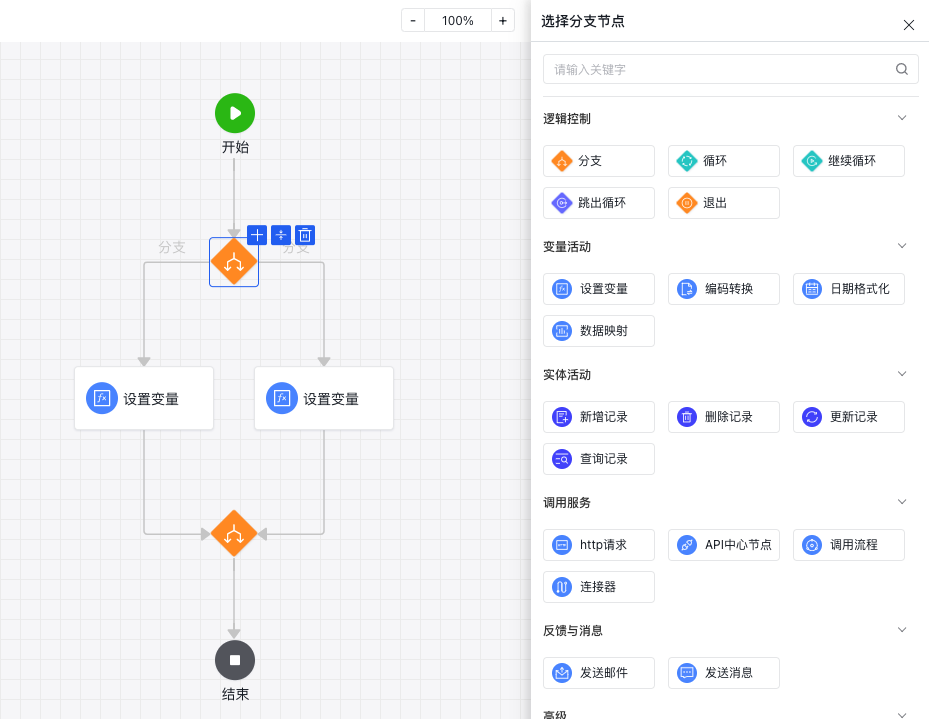 - 100% +
开始
分支 分支
设置变量 设置变量
结束
选择分支节点
请输入关键字
逻辑控制
分支 循环 继续循环
跳出循环 退出
变量活动
设置变量 编码转换 日期格式化
数据映射
实体活动
新增记录 删除记录 更新记录
查询记录
调用服务
http请求 API中心节点 调用流程
连接器
反馈与消息
发送邮件 发送消息
高级